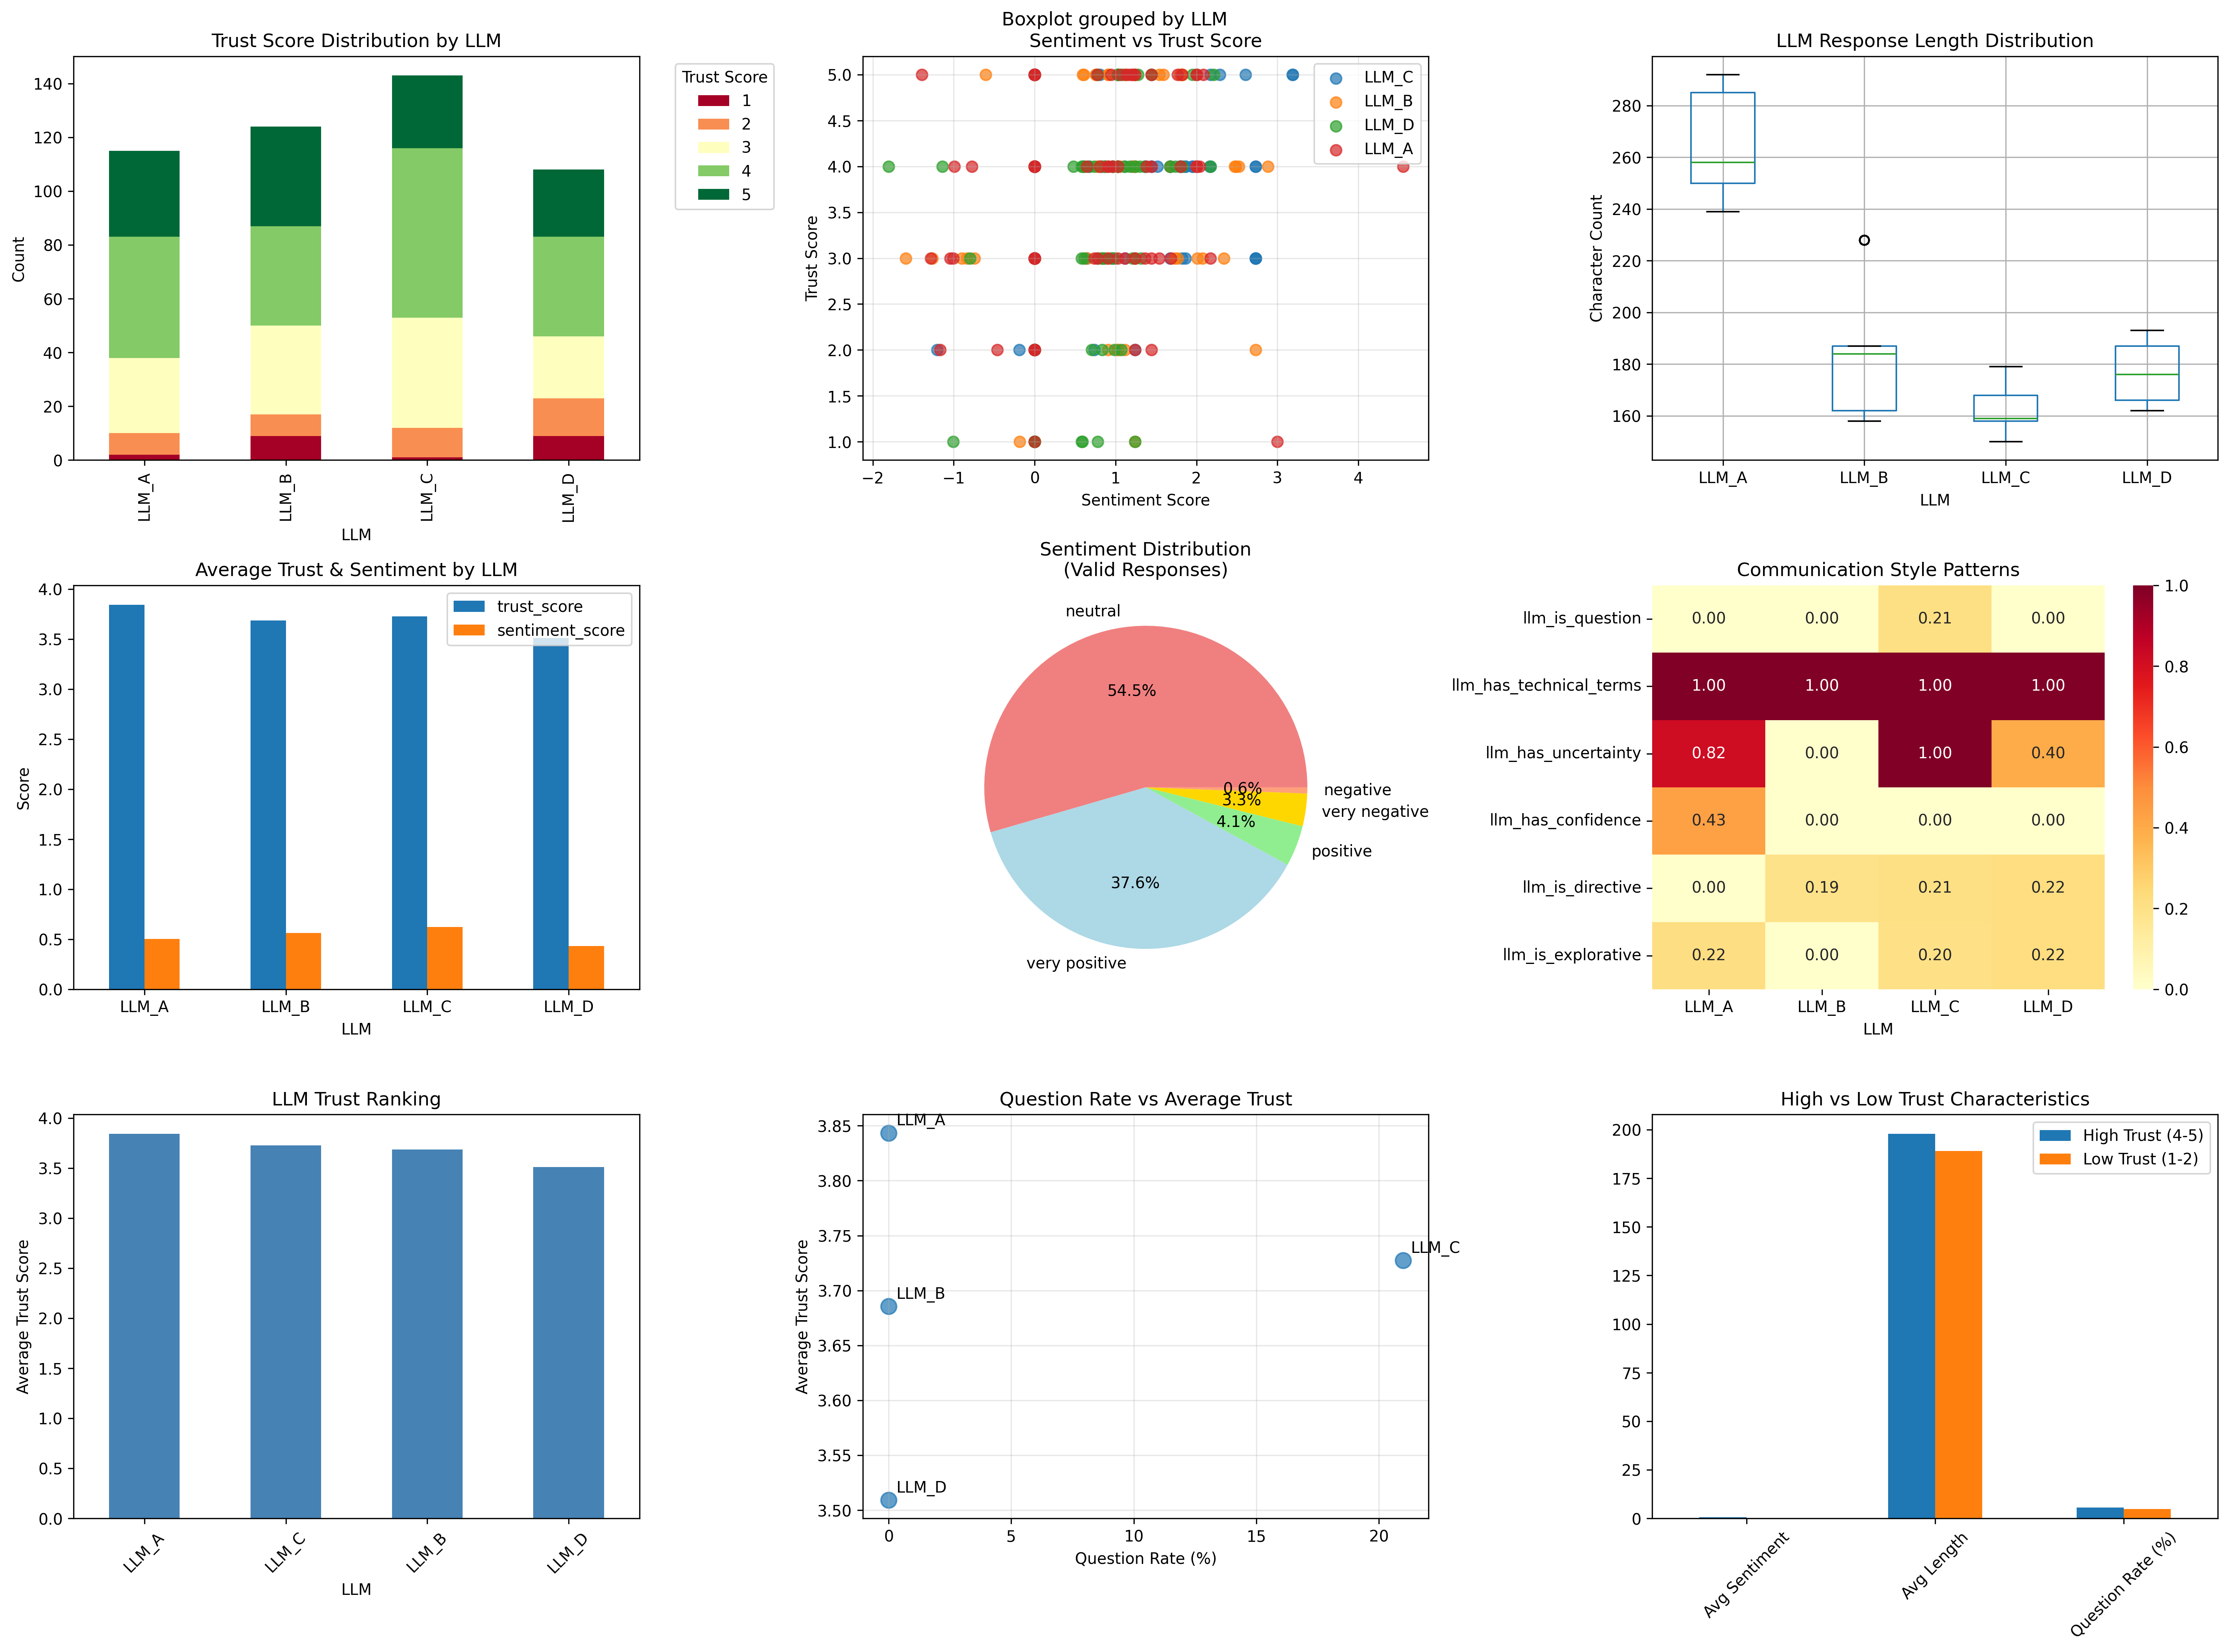 Trust Score Distribution by LLM
140
120
100
80
60
40
20
0
Count
LLM_A
LLM_B
LLM_C
LLM_D
LLM
Trust Score
1
2
3
4
5
Boxplot grouped by LLM
Sentiment vs Trust Score
5.0
4.5
4.0
3.5
3.0
2.5
2.0
1.5
1.0
Trust Score
−2
−1
0
1
2
3
4
Sentiment Score
LLM_C
LLM_B
LLM_D
LLM_A
LLM Response Length Distribution
280
260
240
220
200
180
160
Character Count
LLM_A
LLM_B
LLM_C
LLM_D
LLM
Average Trust & Sentiment by LLM
4.0
3.5
3.0
2.5
2.0
1.5
1.0
0.5
0.0
Score
trust_score
sentiment_score
LLM_A
LLM_B
LLM_C
LLM_D
LLM
Sentiment Distribution
(Valid Responses)
neutral
54.5%
0.6%
negative
3.3%
very negative
4.1%
positive
37.6%
very positive
Communication Style Patterns
llm_is_question
0.00
0.00
0.21
0.00
llm_has_technical_terms
1.00
1.00
1.00
1.00
llm_has_uncertainty
0.82
0.00
1.00
0.40
llm_has_confidence
0.43
0.00
0.00
0.00
llm_is_directive
0.00
0.19
0.21
0.22
llm_is_explorative
0.22
0.00
0.20
0.22
LLM_A
LLM_B
LLM_C
LLM_D
LLM
1.0
0.8
0.6
0.4
0.2
0.0
LLM Trust Ranking
4.0
3.5
3.0
2.5
2.0
1.5
1.0
0.5
0.0
Average Trust Score
LLM_A
LLM_C
LLM_B
LLM_D
LLM
Question Rate vs Average Trust
3.85
3.80
3.75
3.70
3.65
3.60
3.55
3.50
Average Trust Score
LLM_A
LLM_C
LLM_B
LLM_D
0
5
10
15
20
Question Rate (%)
High vs Low Trust Characteristics
200
175
150
125
100
75
50
25
0
High Trust (4-5)
Low Trust (1-2)
Avg Sentiment
Avg Length
Question Rate (%)